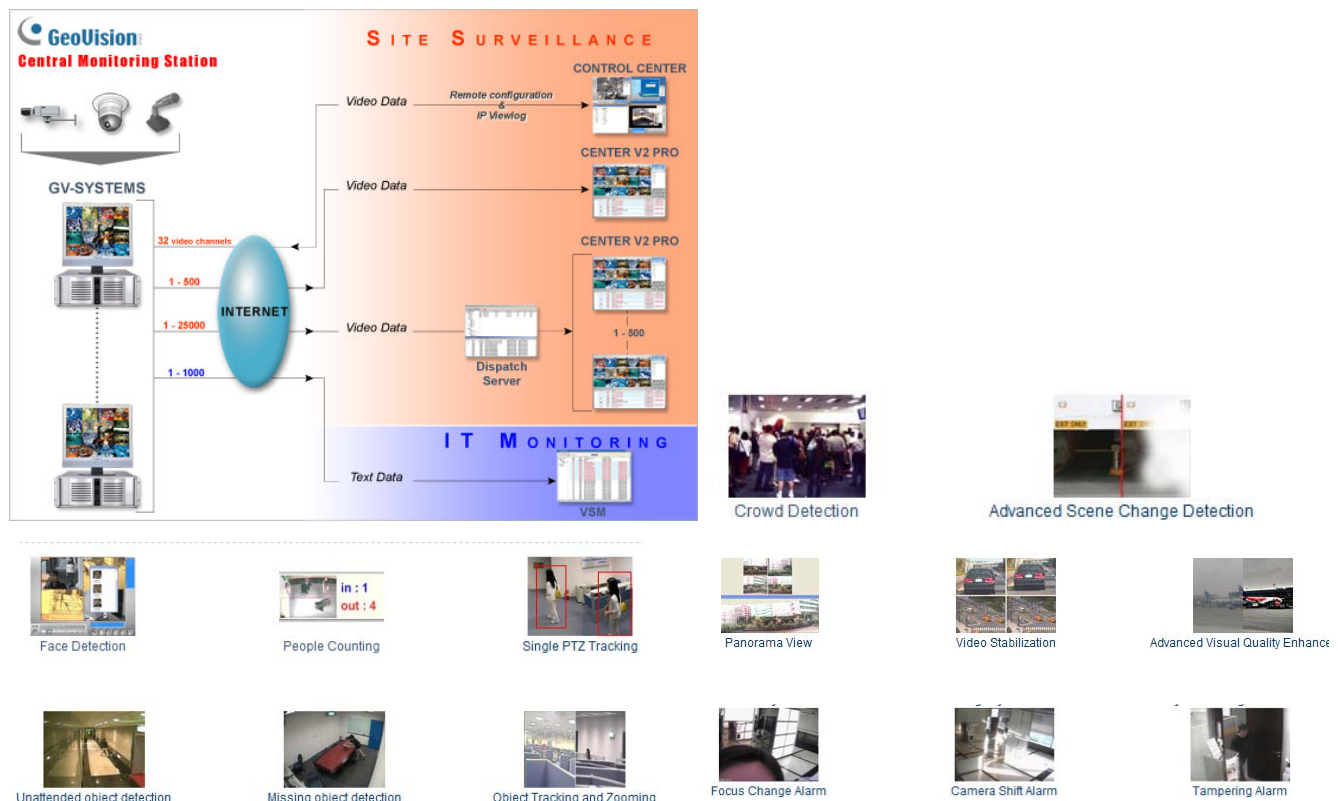 GeoVision
Central Monitoring Station
SITE SURVEILLANCE
CONTROL CENTER
Video Data
Remote configuration
&
IP Viewlog
CENTER V2 PRO
GV-SYSTEMS
Video Data
32 video channels
CENTER V2 PRO
1 - 500
INTERNET
1 - 25000
Video Data
1 - 500
Dispatch
Server
1 - 1000
IT MONITORING
Text Data
VSM
EXIT ONLY
EXIT ONLY
Crowd Detection
Advanced Scene Change Detection
in : 1
out : 4
Face Detection
People Counting
Single PTZ Tracking
Panorama View
Video Stabilization
Advanced Visual Quality Enhance
Unattended object detection
Missing object detection
Object Tracking and Zooming
Focus Change Alarm
Camera Shift Alarm
Tampering Alarm